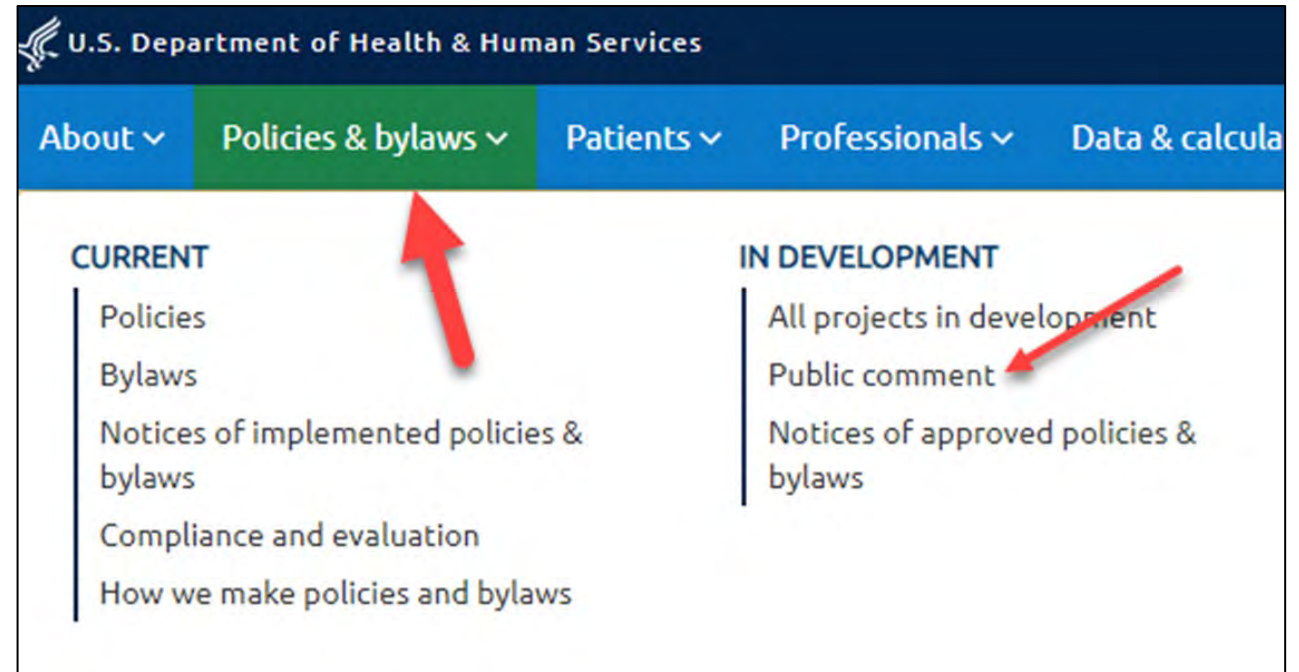 U.S. Department of Health & Human Services
About Policies & bylaws Patients Professionals Data & calcula
CURRENT
Policies
Bylaws
Notices of implemented policies &
bylaws
Compliance and evaluation
How we make policies and bylaws
IN DEVELOPMENT
All projects in development
Public comment
Notices of approved policies &
bylaws